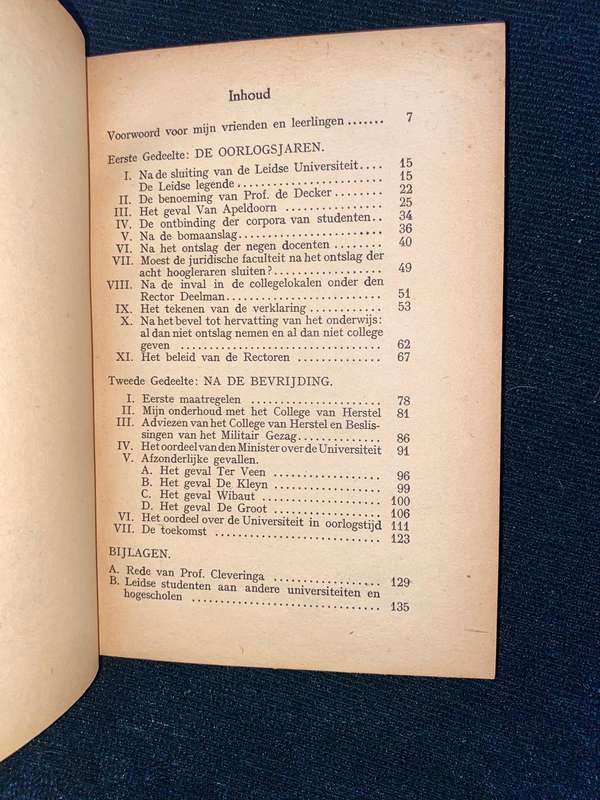 Inhoud
Voorwoord voor mijn vrienden en leerlingen ....... 7
Eerste Gedeelte: DE OORLOGSJAREN.
I. Na de sluiting van de Leidse Universiteit.... 15
De Leidse legende ........................ 15
II. De benoeming van Prof. de Decker ........ 22
III. Het geval Van Apeldoorn ................ 25
IV. De ontbinding der corpora van studenten.. 34
V. Na de bomaanslag........................ 36
VI. Na het ontslag der negen docenten ........ 40
VII. Moest de juridische faculteit na het ontslag der
acht hoogleraren sluiten?.................. 49
VIII. Na de inval in de collegelokalen onder den
Rector Deelman.......................... 51
IX. Het tekenen van de verklaring ............ 53
X. Na het bevel tot hervatting van het onderwijs:
al dan niet ontslag nemen en al dan niet college
geven .................................. 62
XI. Het beleid van de Rectoren .............. 67
Tweede Gedeelte: NA DE BEVRIJDING.
I. Eerste maatregelen ...................... 78
II. Mijn onderhoud met het College van Herstel 81
III. Adviezen van het College van Herstel en Beslis-
singen van het Militair Gezag.............. 86
IV. Het oordeel van den Minister over de Universiteit 91
V. Afzonderlijke gevallen.
A. Het geval Ter Veen .................. 96
B. Het geval De Kleyn .................. 99
C. Het geval Wibaut .................... 100
D. Het geval De Groot .................. 106
VI. Het oordeel over de Universiteit in oorlogstijd 111
VII. De toekomst ............................ 123
BIJLAGEN.
A. Rede van Prof. Cleveringa ................ 129
B. Leidse studenten aan andere universiteiten en
hogescholen .............................. 135